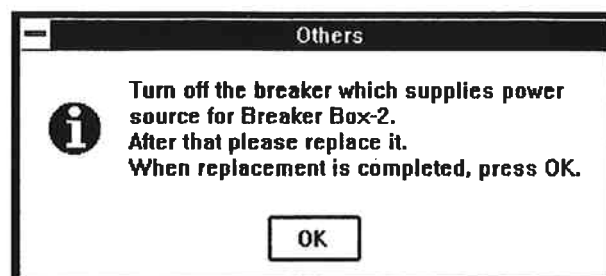 Others
Turn off the breaker which supplies power
source for Breaker Box-2.
After that please replace it.
When replacement is completed, press OK.
OK